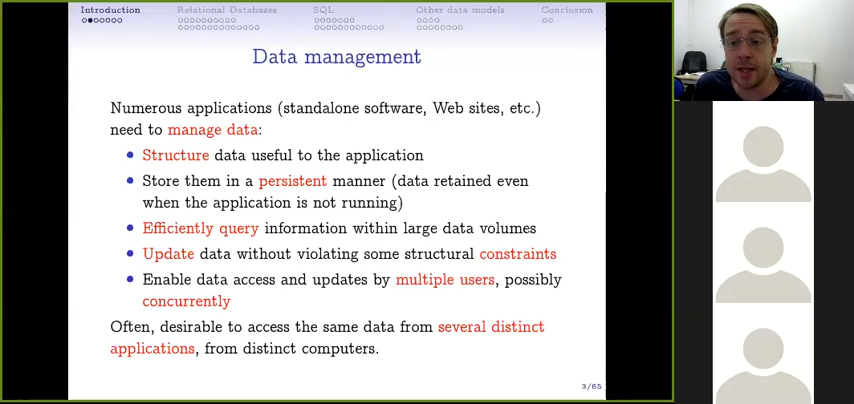 Introduction Relational Databases SQL Other data models Conclusion
Data management
Numerous applications (standalone software, Web sites, etc.)
need to manage data:
• Structure data useful to the application
• Store them in a persistent manner (data retained even
when the application is not running)
• Efficiently query information within large data volumes
• Update data without violating some structural constraints
• Enable data access and updates by multiple users, possibly
concurrently
Often, desirable to access the same data from several distinct
applications, from distinct computers.
3/65